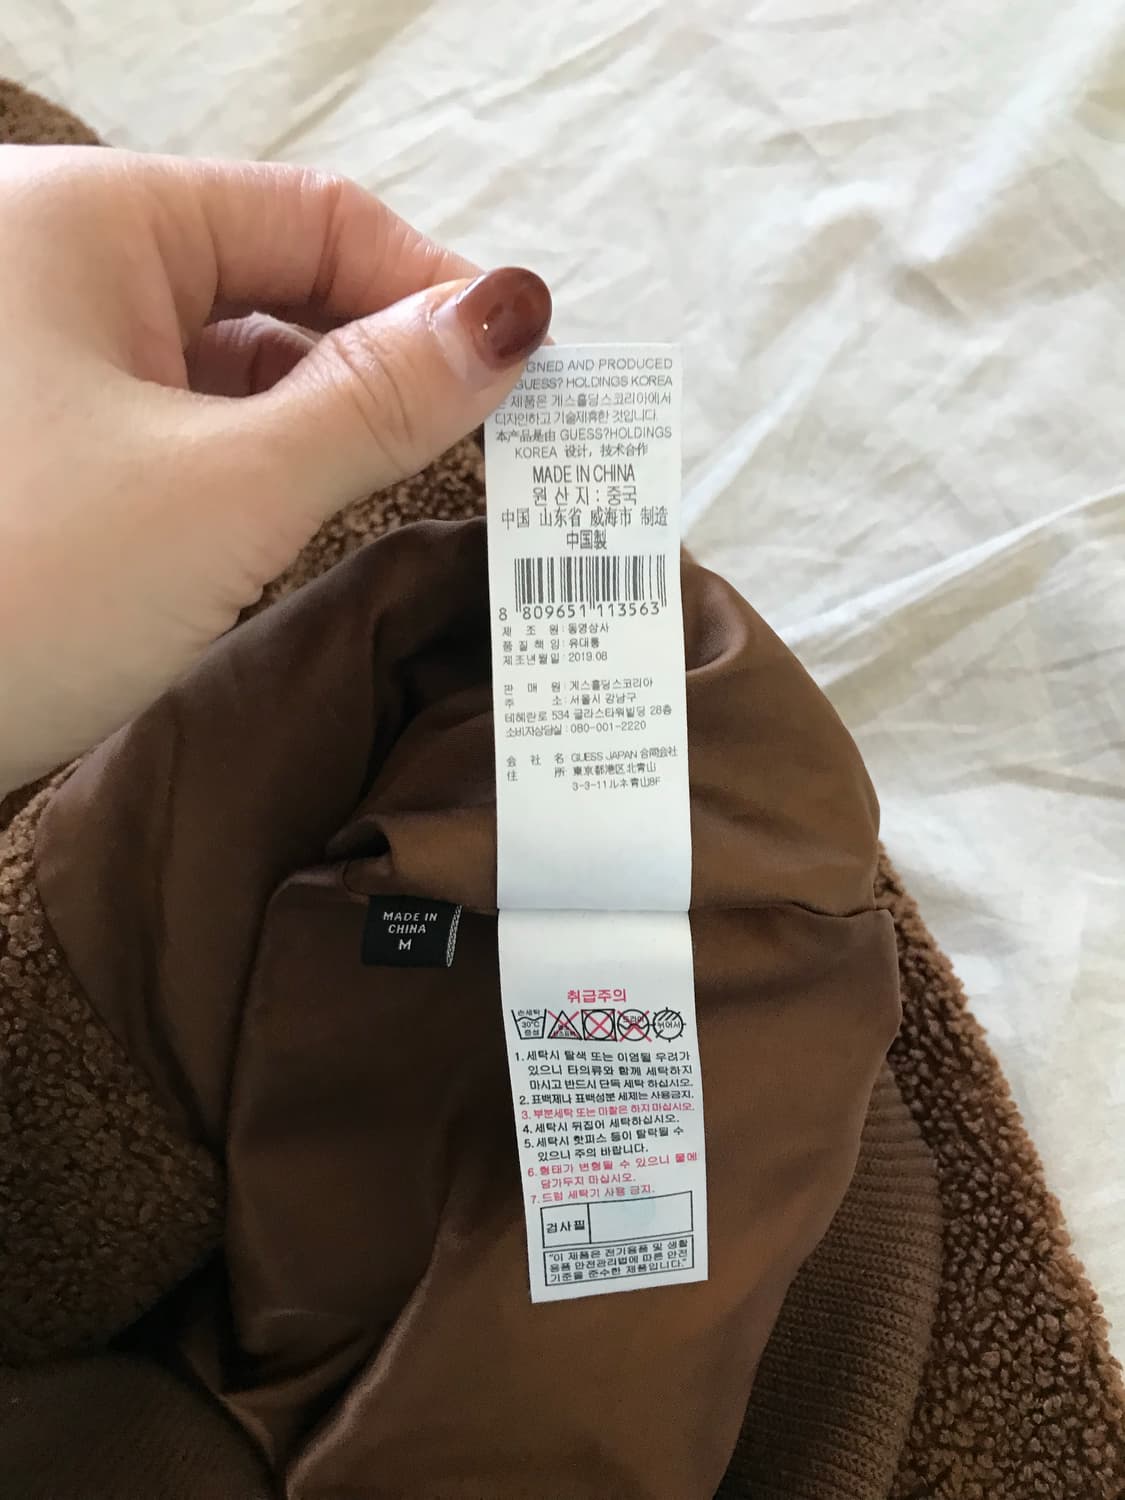 GNED AND PRODUCED
GUESS? HOLDINGS KOREA
제품은 게스홀딩스코리아에서
디자인하고 기술제휴한 것입니다.
本产品是由 GUESS?HOLDINGS
KOREA 设计, 技术合作
MADE IN CHINA
원 산 지 : 중국
中国 山东省 威海市 制造
中国製
8 809651 113563
제 조 원 : 동영상사
품 질 책 임 : 유대통
제조년월일 : 2019.08
판 매 원 : 게스홀딩스코리아
주 소 : 서울시 강남구
테헤란로 534 글라스타워빌딩 28층
소비자상담실 : 080-001-2220
会 社 名 GUESS JAPAN 合同会社
住 所 東京都港区北青山
3-3-11ルネ青山8F
MADE IN
CHINA
M
취급주의
손세탁
30°C
중성
드라이
뉘어서
1. 세탁시 탈색 또는 이염될 우려가
있으니 타의류와 함께 세탁하지
마시고 반드시 단독 세탁 하십시오.
2. 표백제나 표백성분 세제는 사용금지.
3. 부분세탁 또는 마찰은 하지 마십시오.
4. 세탁시 뒤집어 세탁하십시오.
5. 세탁시 핫피스 등이 탈락될 수
있으니 주의 바랍니다.
6. 형태가 변형될 수 있으니 물에
담가두지 마십시오.
7. 드럼 세탁기 사용 금지.
검사필
"이 제품은 전기용품 및 생활
용품 안전관리법에 따른 안전
기준을 준수한 제품입니다."